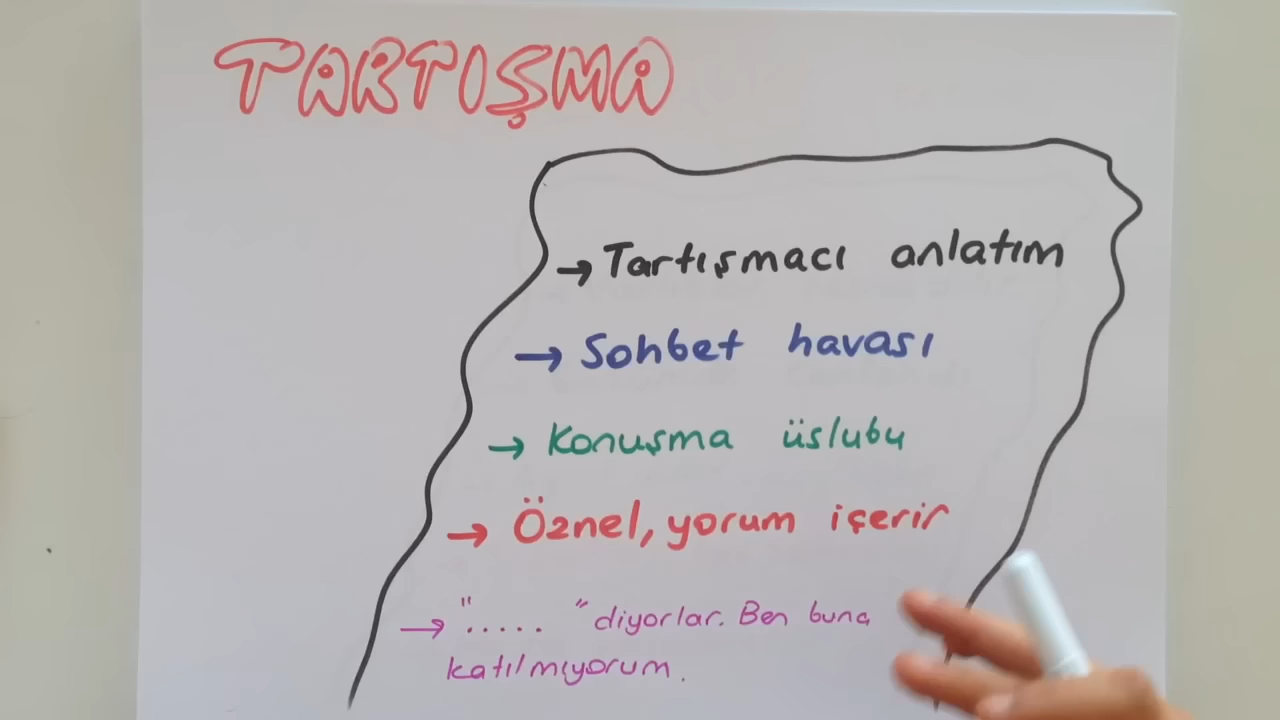 TARTIŞMA
→ Tartışmacı anlatım
→ Sohbet havası
→ Konuşma üslubu
→ Öznel, yorum içerir
→ "....." diyorlar. Ben buna
katılmıyorum.